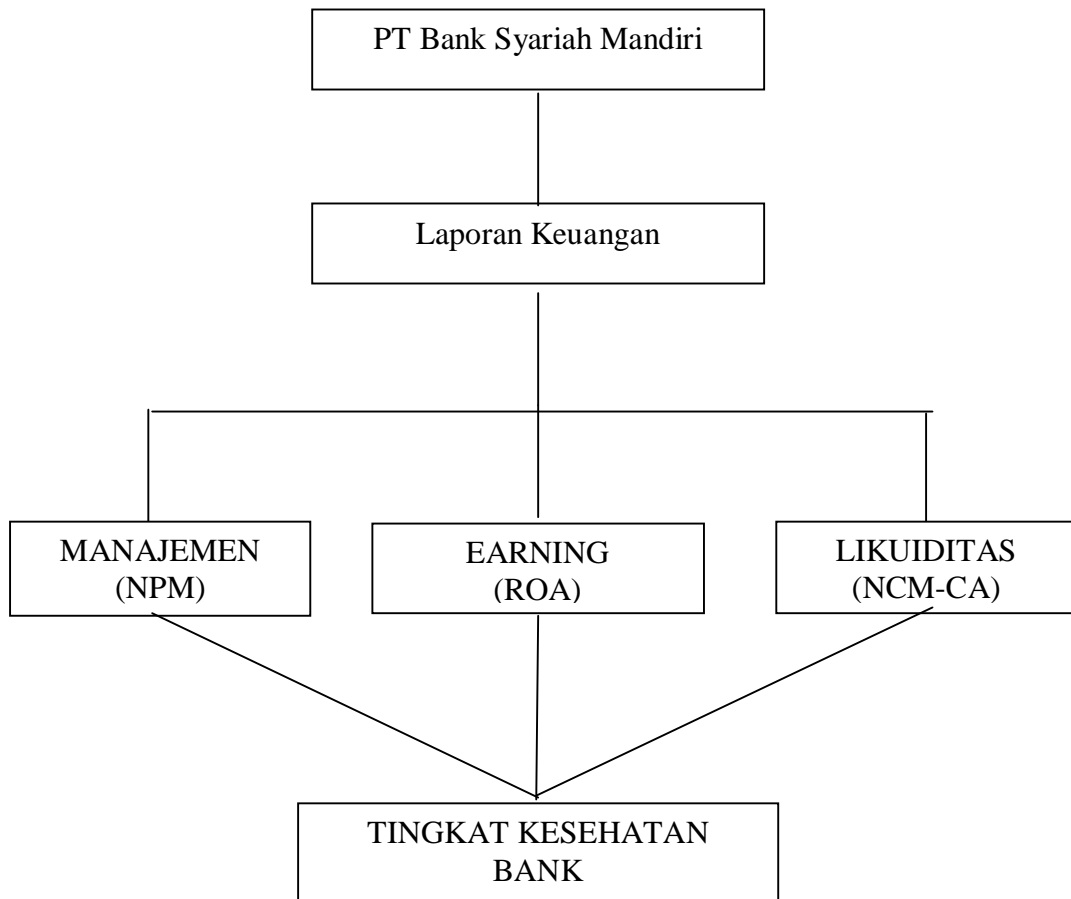 PT Bank Syariah Mandiri
Laporan Keuangan
MANAJEMEN
(NPM)
EARNING
(ROA)
LIKUIDITAS
(NCM-CA)
TINGKAT KESEHATAN
BANK